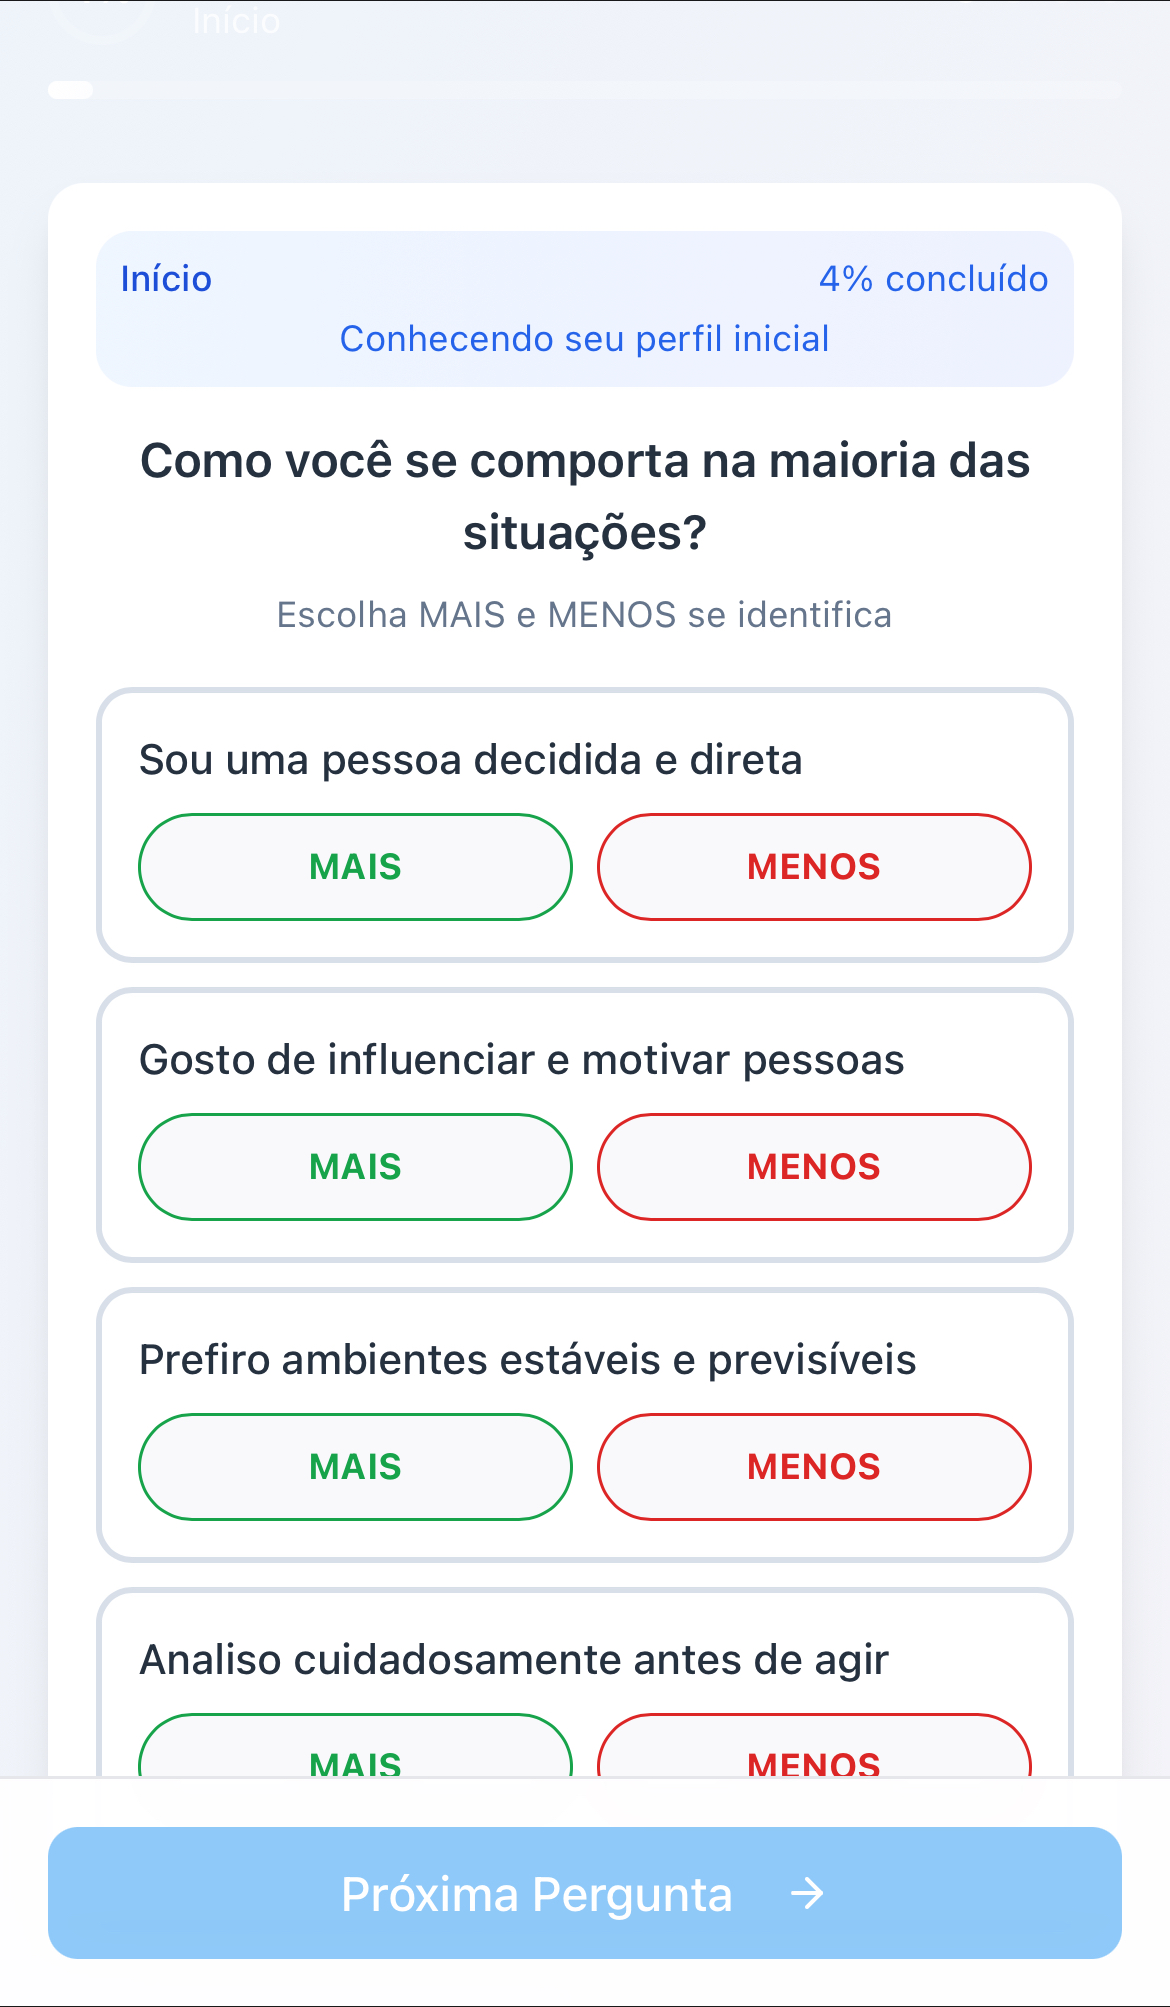 Início
Início
4% concluído
Conhecendo seu perfil inicial
Como você se comporta na maioria das
situações?
Escolha MAIS e MENOS se identifica
Sou uma pessoa decidida e direta
MAIS
MENOS
Gosto de influenciar e motivar pessoas
MAIS
MENOS
Prefiro ambientes estáveis e previsíveis
MAIS
MENOS
Analiso cuidadosamente antes de agir
MAIS
MENOS
Próxima Pergunta →